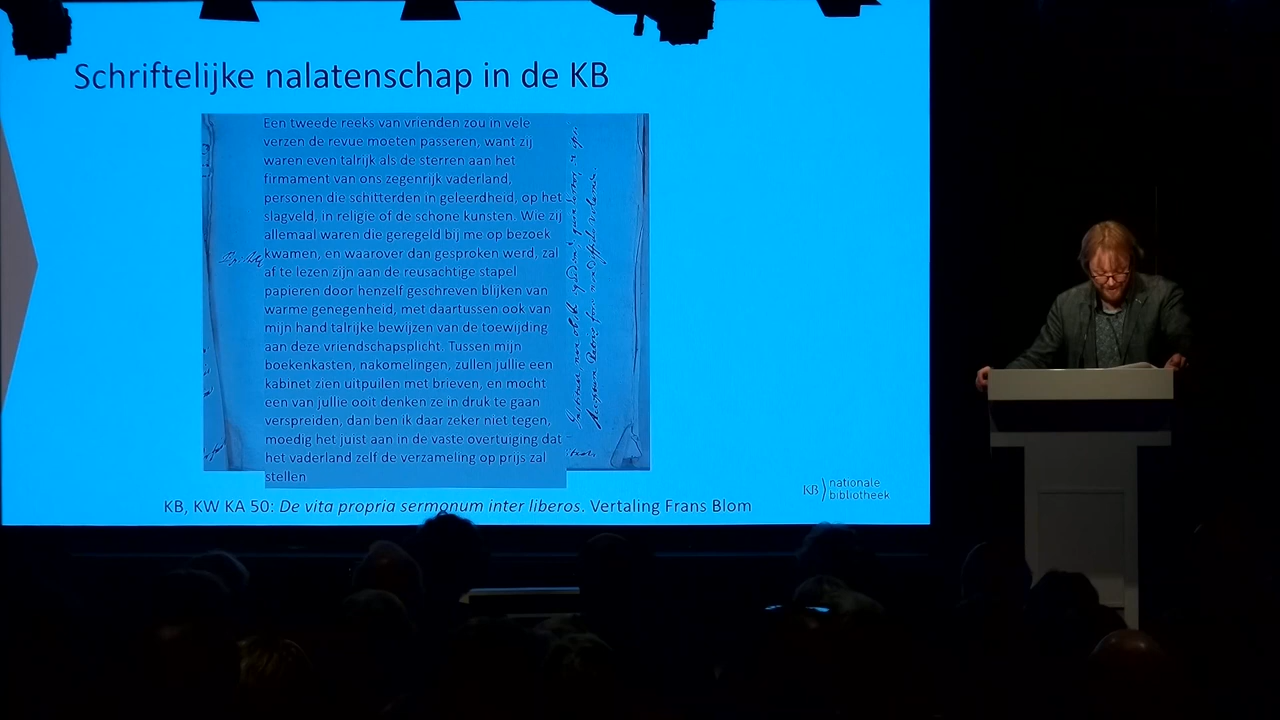 Schriftelijke nalatenschap in de KB
Een tweede reeks van vrienden zou in vele
verzen de revue moeten passeren, want zij
waren even talrijk als de sterren aan het
firmament van ons zegenrijk vaderland,
personen die schitterden in geleerdheid, op het
slagveld, in religie of de schone kunsten. Wie zij
allemaal waren die geregeld bij me op bezoek
kwamen, en waarover dan gesproken werd, zal
af te lezen zijn aan de reusachtige stapel
papieren door henzelf geschreven blijken van
warme genegenheid, met daartussen ook van
mijn hand talrijke bewijzen van de toewijding
aan deze vriendschapsplicht. Tussen mijn
boekenkasten, nakomelingen, zullen jullie een
kabinet zien uitpuilen met brieven, en mocht
een van jullie ooit denken ze in druk te gaan
verspreiden, dan ben ik daar zeker niet tegen,
moedig het juist aan in de vaste overtuiging dat
het vaderland zelf de verzameling op prijs zal
stellen
KB nationale
bibliotheek
KB, KW KA 50: De vita propria sermonum inter liberos. Vertaling Frans Blom